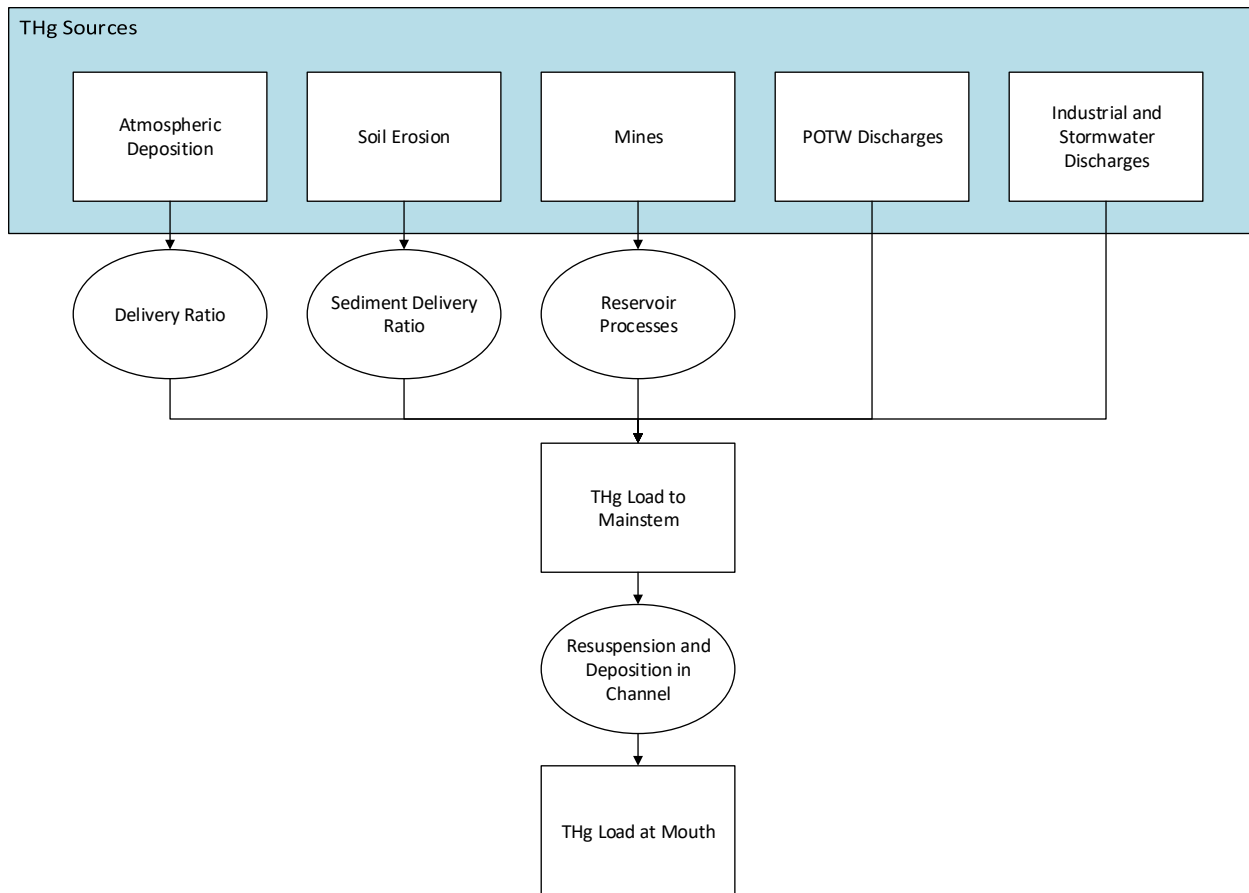 THg Sources
Atmospheric
Deposition
Soil Erosion
Mines
POTW Discharges
Industrial and
Stormwater
Discharges
Delivery Ratio
Sediment Delivery
Ratio
Reservoir
Processes
THg Load to
Mainstem
Resuspension and
Deposition in
Channel
THg Load at Mouth